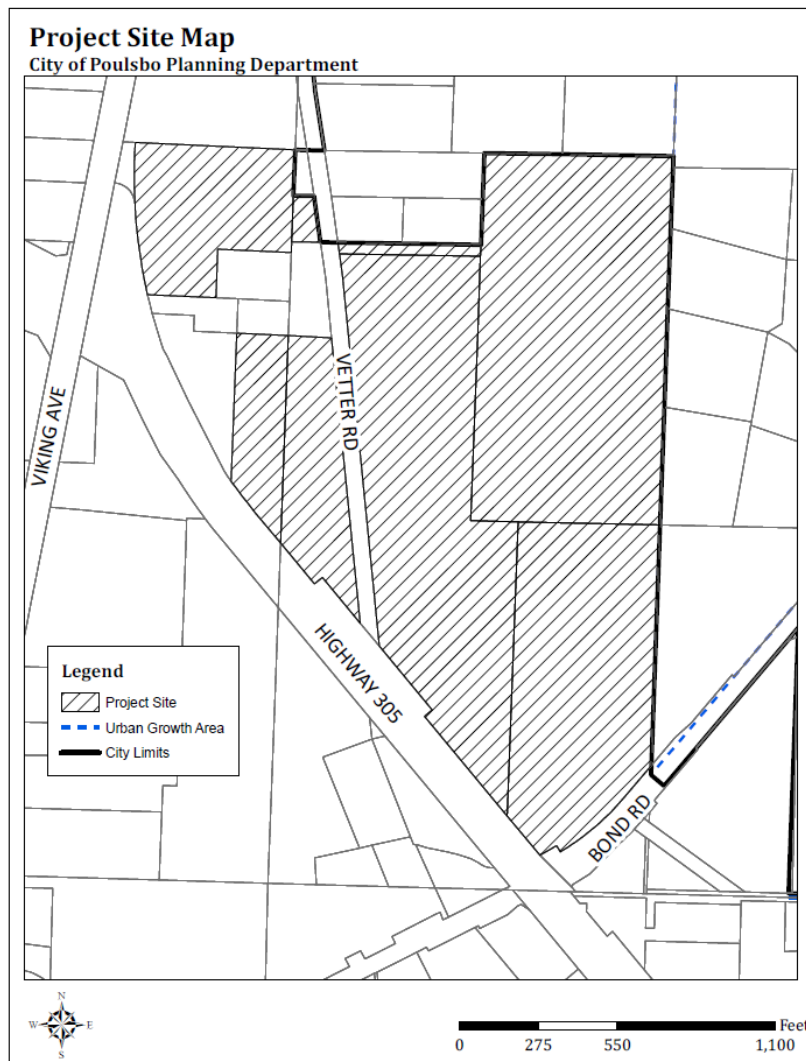 Project Site Map
City of Poulsbo Planning Department
VIKING AVE
VETTER RD
HIGHWAY 305
BOND RD
Legend
Project Site
Urban Growth Area
City Limits
N
W E
S
Feet
0 275 550 1,100